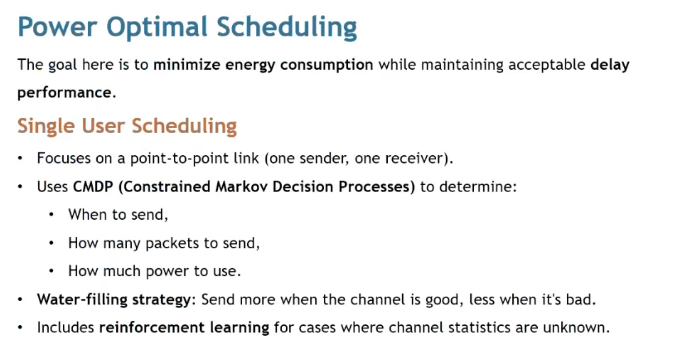 Power Optimal Scheduling
The goal here is to minimize energy consumption while maintaining acceptable delay
performance.
Single User Scheduling
• Focuses on a point-to-point link (one sender, one receiver).
• Uses CMDP (Constrained Markov Decision Processes) to determine:
• When to send,
• How many packets to send,
• How much power to use.
• Water-filling strategy: Send more when the channel is good, less when it's bad.
• Includes reinforcement learning for cases where channel statistics are unknown.